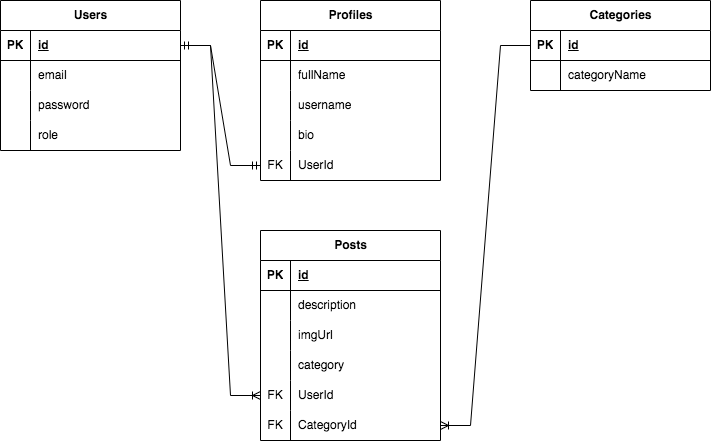 Users
PK id
email
password
role
Profiles
PK id
fullName
username
bio
FK UserId
Categories
PK id
categoryName
Posts
PK id
description
imgUrl
category
FK UserId
FK CategoryId